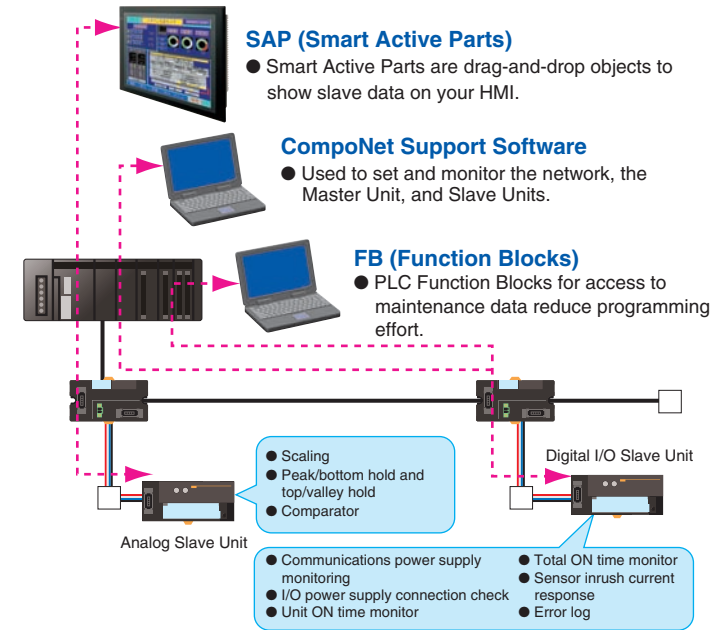 SAP (Smart Active Parts)
● Smart Active Parts are drag-and-drop objects to
show slave data on your HMI.
CompoNet Support Software
● Used to set and monitor the network, the
Master Unit, and Slave Units.
FB (Function Blocks)
● PLC Function Blocks for access to
maintenance data reduce programming
effort.
● Scaling
● Peak/bottom hold and
top/valley hold
● Comparator
Digital I/O Slave Unit
Analog Slave Unit
● Communications power supply
monitoring
● I/O power supply connection check
● Unit ON time monitor
● Total ON time monitor
● Sensor inrush current
response
● Error log